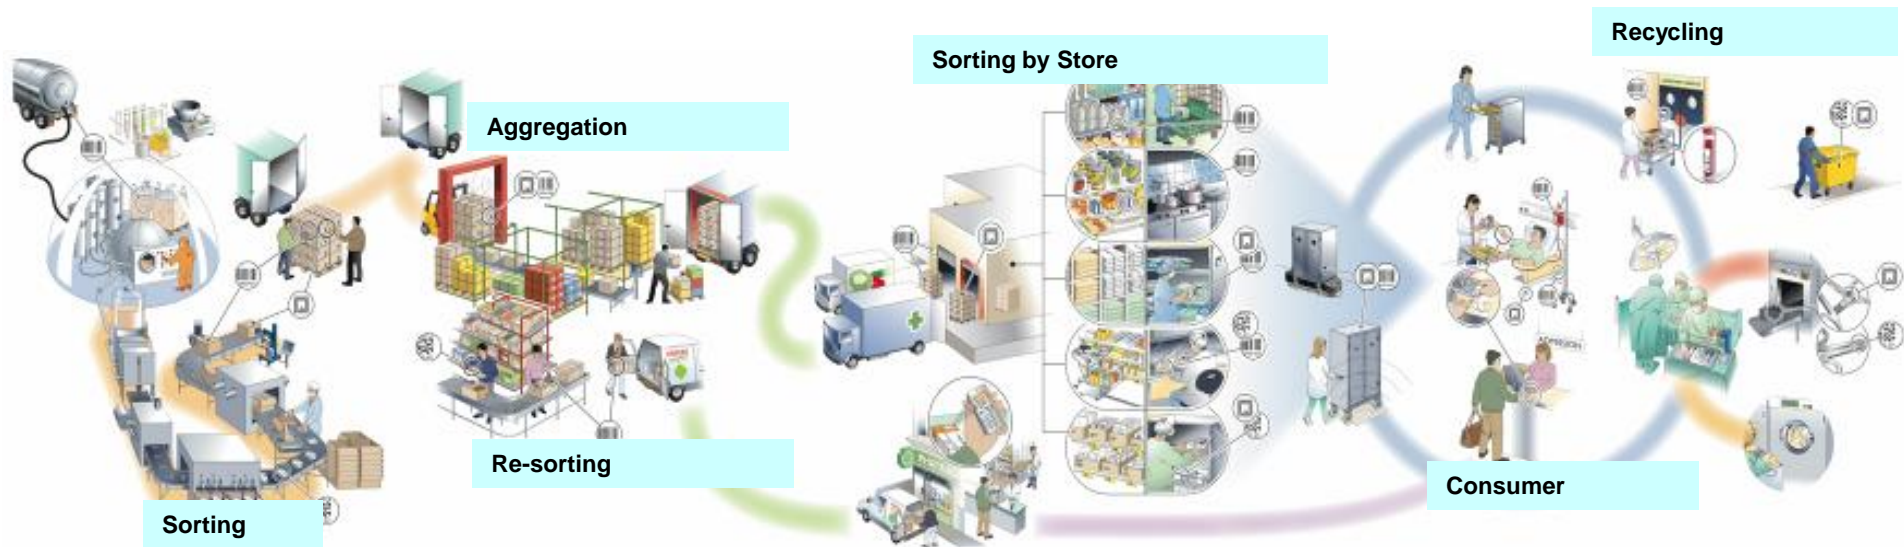 Recycling
Sorting by Store
Aggregation
Re-sorting
Consumer
Sorting